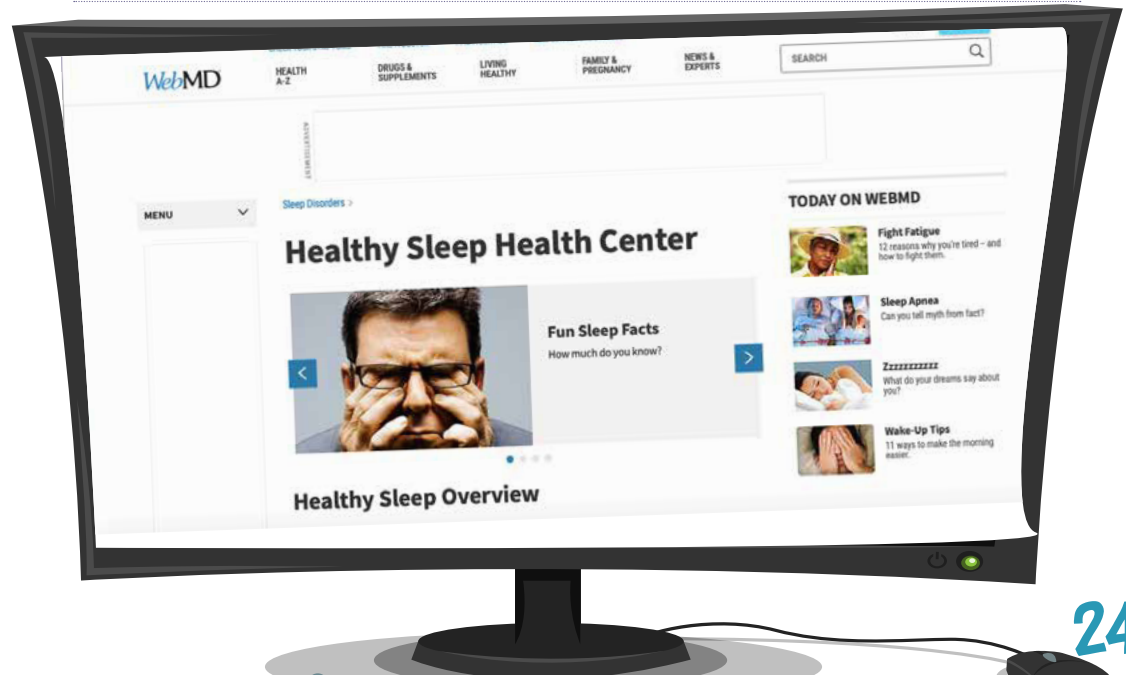 WebMD
HEALTH
A-Z
DRUGS &
SUPPLEMENTS
LIVING
HEALTHY
FAMILY &
PREGNANCY
NEWS &
EXPERTS
SEARCH
ADVERTISEMENT
MENU
Sleep Disorders >
Healthy Sleep Health Center
Fun Sleep Facts
How much do you know?
Healthy Sleep Overview
TODAY ON WEBMD
Fight Fatigue
12 reasons why you're tired – and
how to fight them.
Sleep Apnea
Can you tell myth from fact?
Zzzzzzzzzzz
What do your dreams say about
you?
Wake-Up Tips
11 ways to make the morning
easier.
24